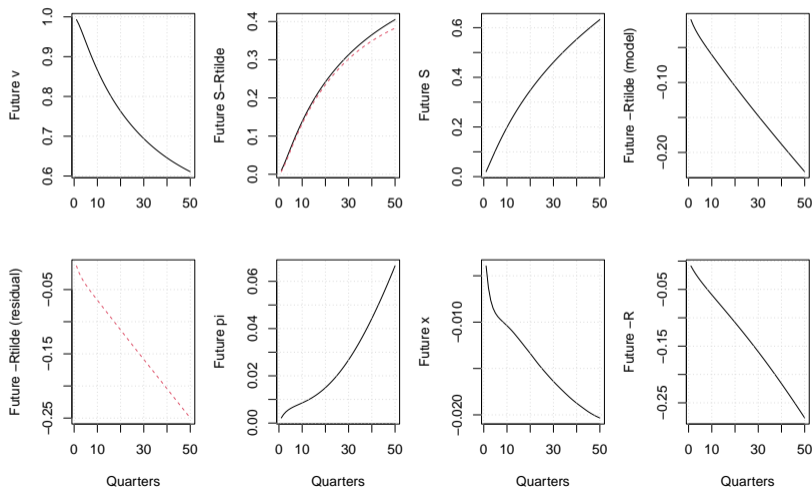 Future v
0.6 0.7 0.8 0.9 1.0
0 10 30 50
Future S−Rtilde
0.0 0.1 0.2 0.3 0.4
0 10 30 50
Future S
0.0 0.2 0.4 0.6
0 10 30 50
Future −Rtilde (model)
−0.20 −0.10
0 10 30 50
Future −Rtilde (residual)
−0.25 −0.15 −0.05
0 10 30 50
Quarters
Future pi
0.00 0.02 0.04 0.06
0 10 30 50
Quarters
Future x
−0.020 −0.010
0 10 30 50
Quarters
Future −R
−0.25 −0.15 −0.05
0 10 30 50
Quarters